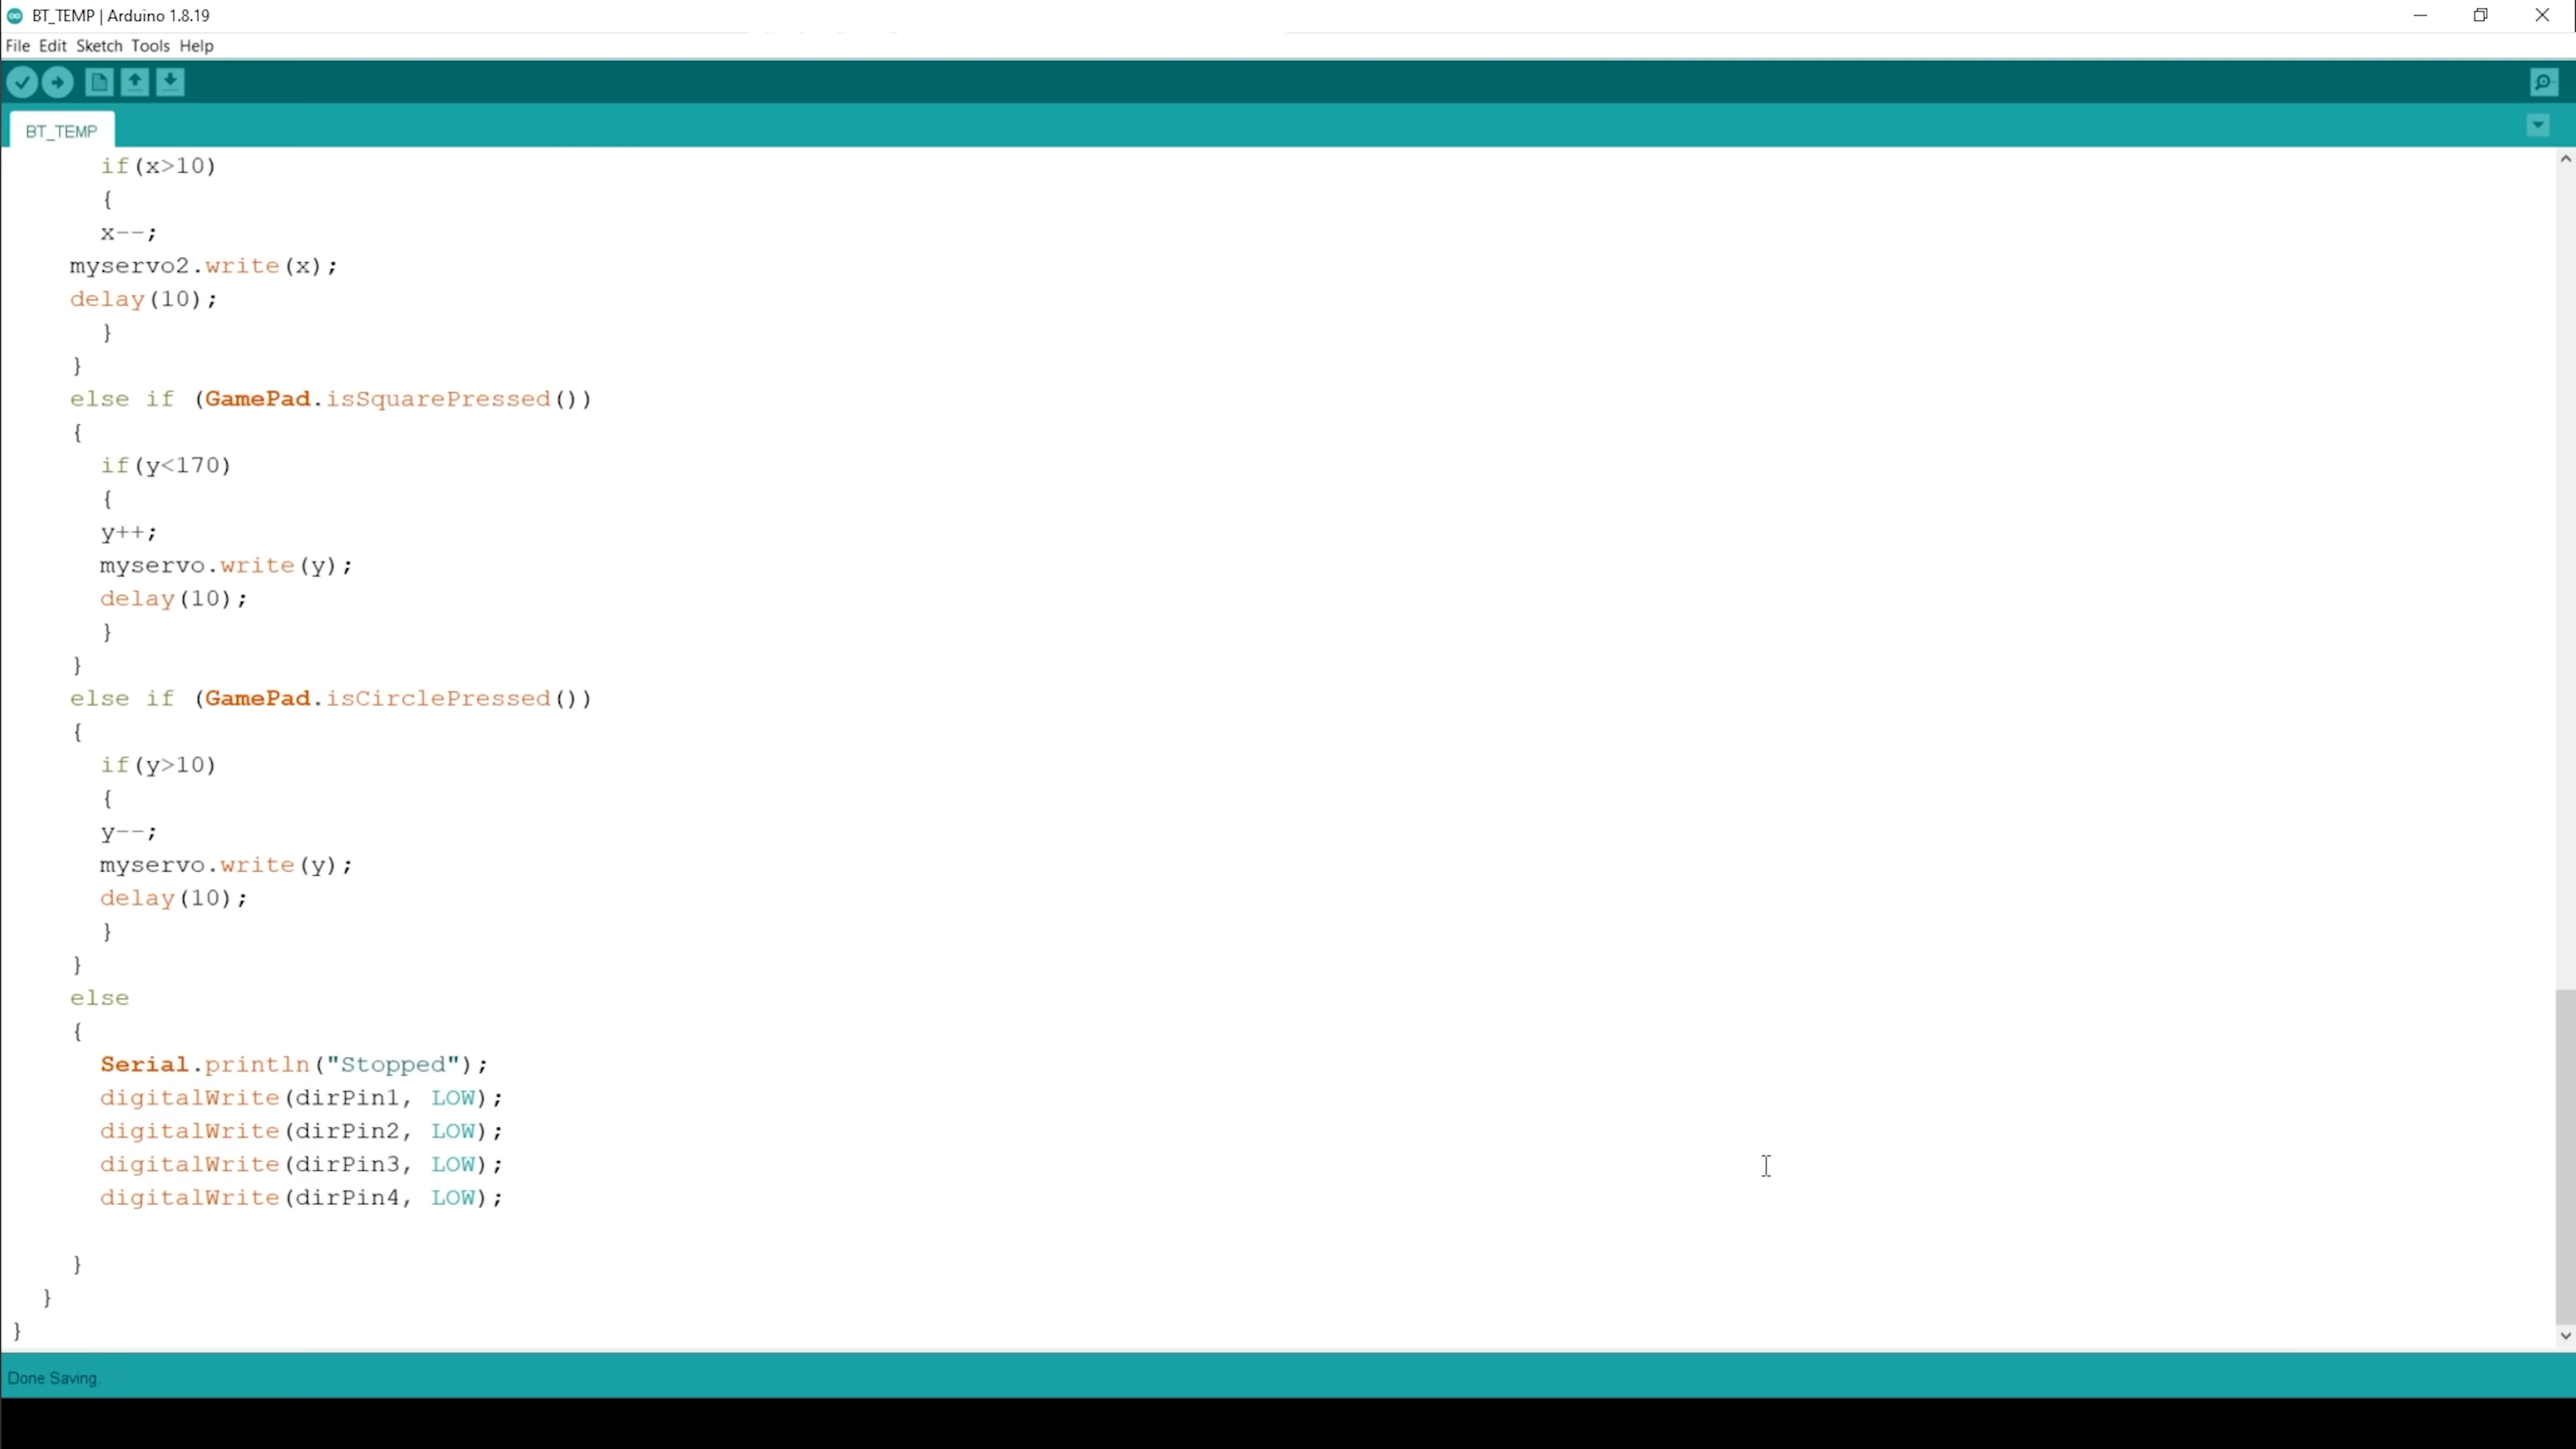 BT_TEMP | Arduino 1.8.19
File Edit Sketch Tools Help
BT_TEMP
if(x>10)
{
x--;
myservo2.write(x);
delay(10);
}
}
else if (GamePad.isSquarePressed())
{
if(y<170)
{
y++;
myservo.write(y);
delay(10);
}
}
else if (GamePad.isCirclePressed())
{
if(y>10)
{
y--;
myservo.write(y);
delay(10);
}
}
else
{
Serial.println("Stopped");
digitalWrite(dirPin1, LOW);
digitalWrite(dirPin2, LOW);
digitalWrite(dirPin3, LOW);
digitalWrite(dirPin4, LOW);
}
}
}
Done Saving.